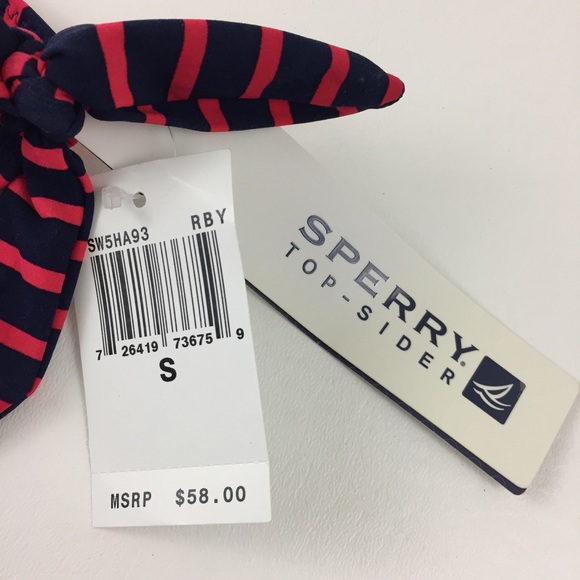 SW5HA93 RBY
7 26419 73675 9
S
MSRP $58.00
SPERRY®
TOP-SIDER